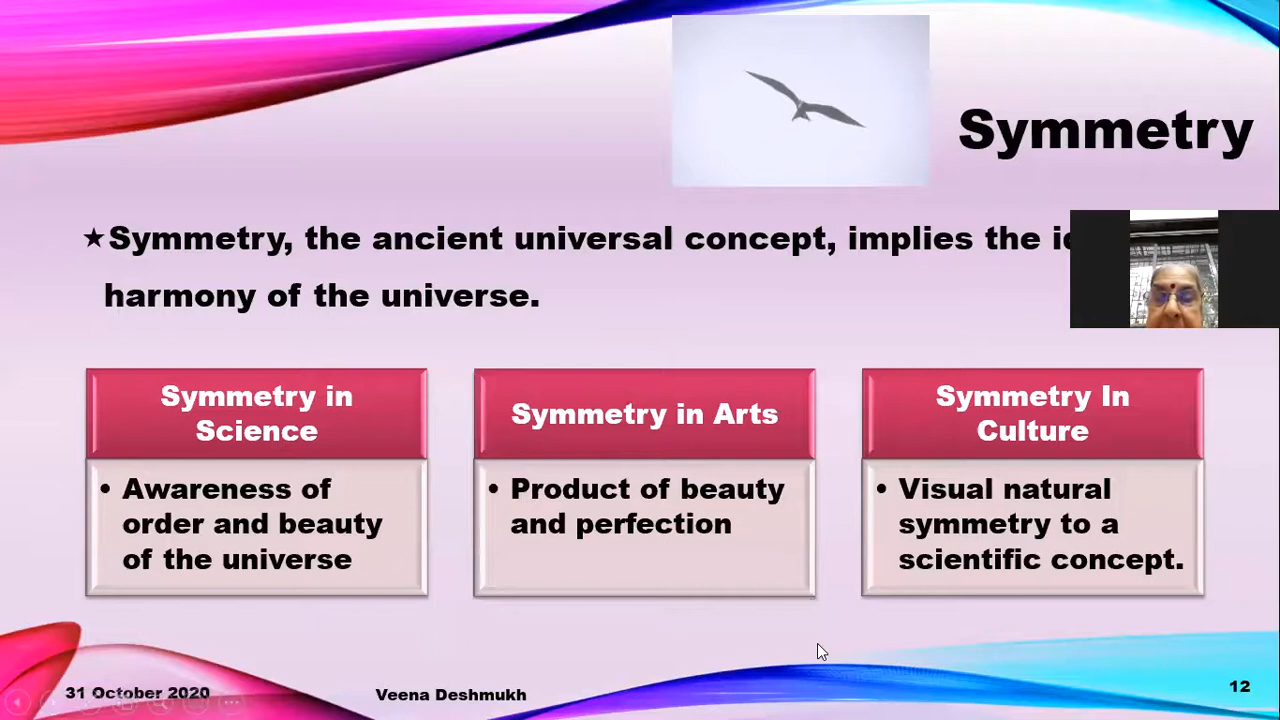 Symmetry
★Symmetry, the ancient universal concept, implies the
harmony of the universe.
Symmetry in
Science
• Awareness of
order and beauty
of the universe
Symmetry in Arts
• Product of beauty
and perfection
Symmetry In
Culture
• Visual natural
symmetry to a
scientific concept.
31 October 2020
Veena Deshmukh
12